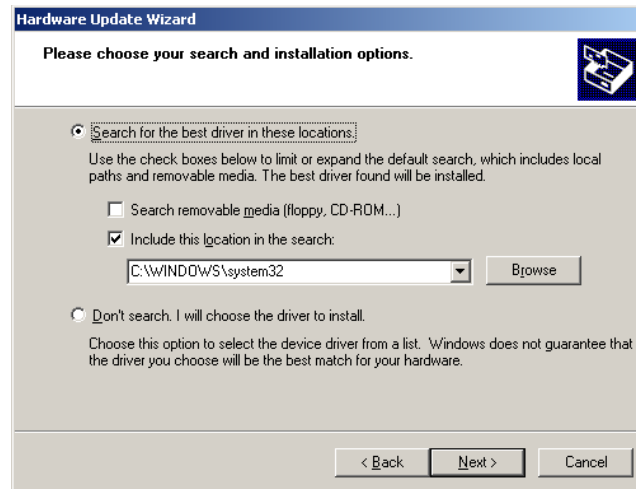 Hardware Update Wizard
Please choose your search and installation options.
Search for the best driver in these locations.
Use the check boxes below to limit or expand the default search, which includes local
paths and removable media. The best driver found will be installed.
Search removable media (floppy, CD-ROM...)
Include this location in the search:
C:\WINDOWS\system32
Browse
Don't search. I will choose the driver to install.
Choose this option to select the device driver from a list.  Windows does not guarantee that
the driver you choose will be the best match for your hardware.
< Back
Next >
Cancel